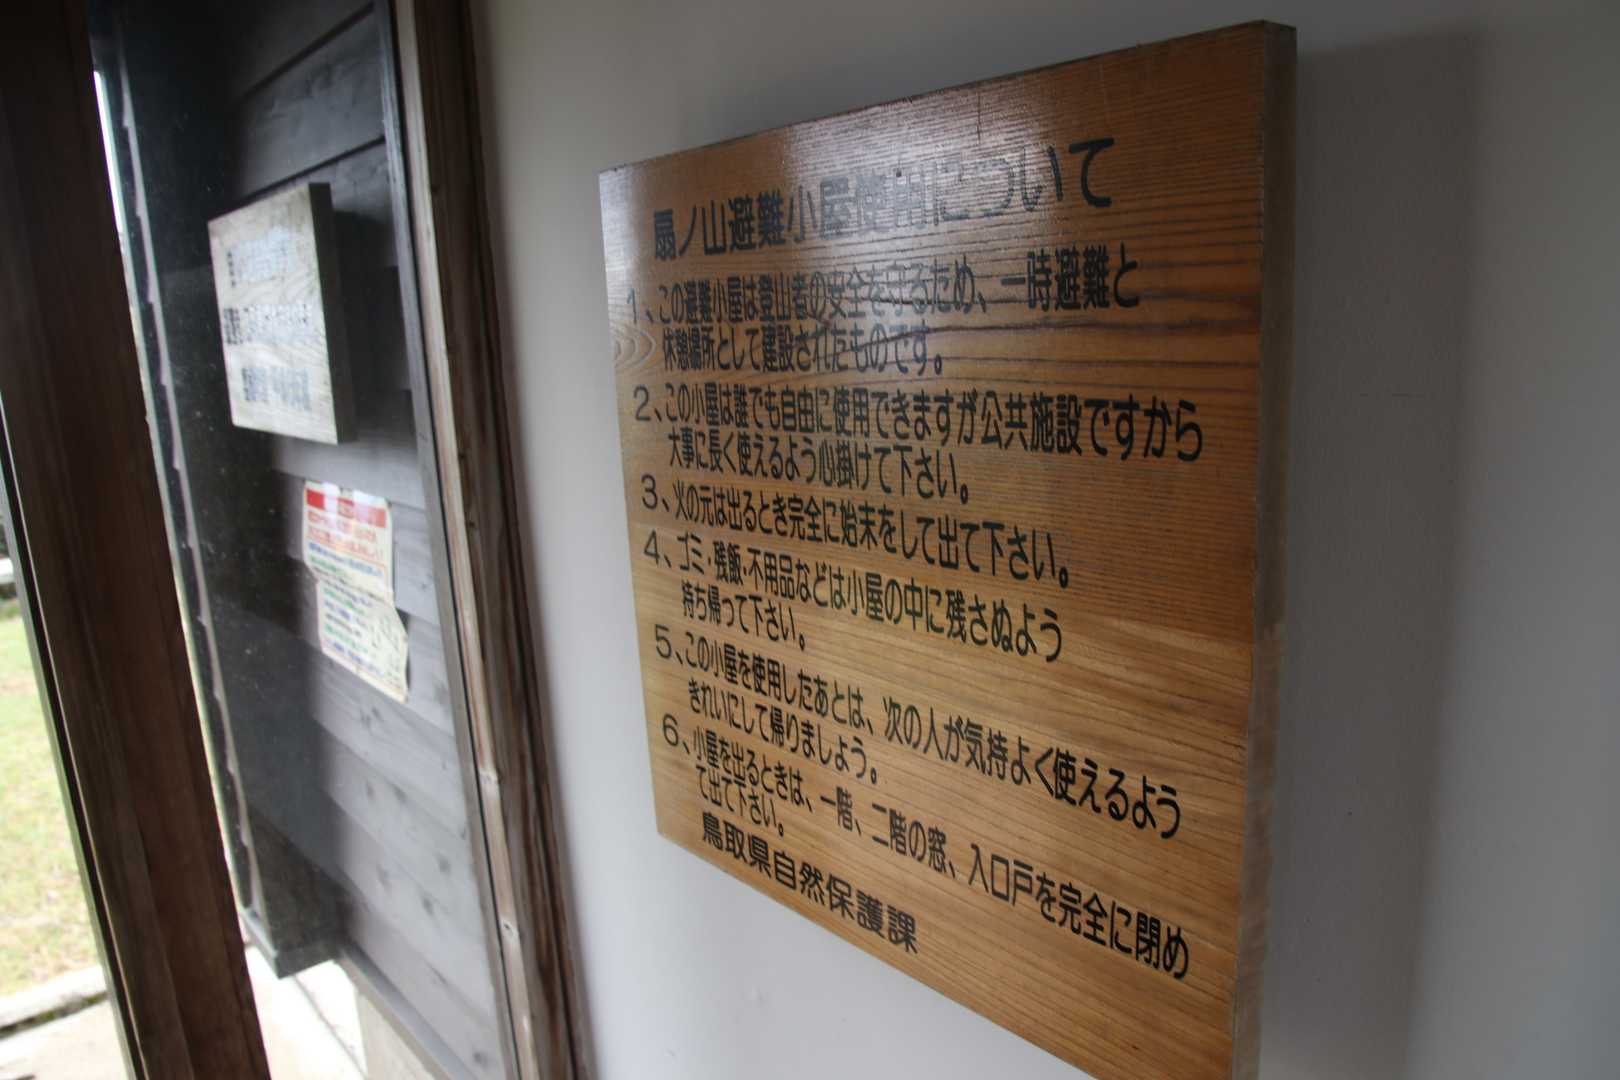 扇ノ山避難小屋使用について
1、この避難小屋は登山者の安全を守るため、一時避難と
休憩場所として建設されたものです。
2、この小屋は誰でも自由に使用できますが公共施設ですから
大事に長く使えるよう心掛けて下さい。
3、火の元は出るとき完全に始末をして出て下さい。
4、ゴミ・残飯・不用品などは小屋の中に残さぬよう
持ち帰って下さい。
5、この小屋を使用したあとは、次の人が気持よく使えるよう
きれいにして帰りましょう。
6、小屋を出るときは、一階、二階の窓、入口戸を完全に閉め
て出て下さい。
鳥取県自然保護課